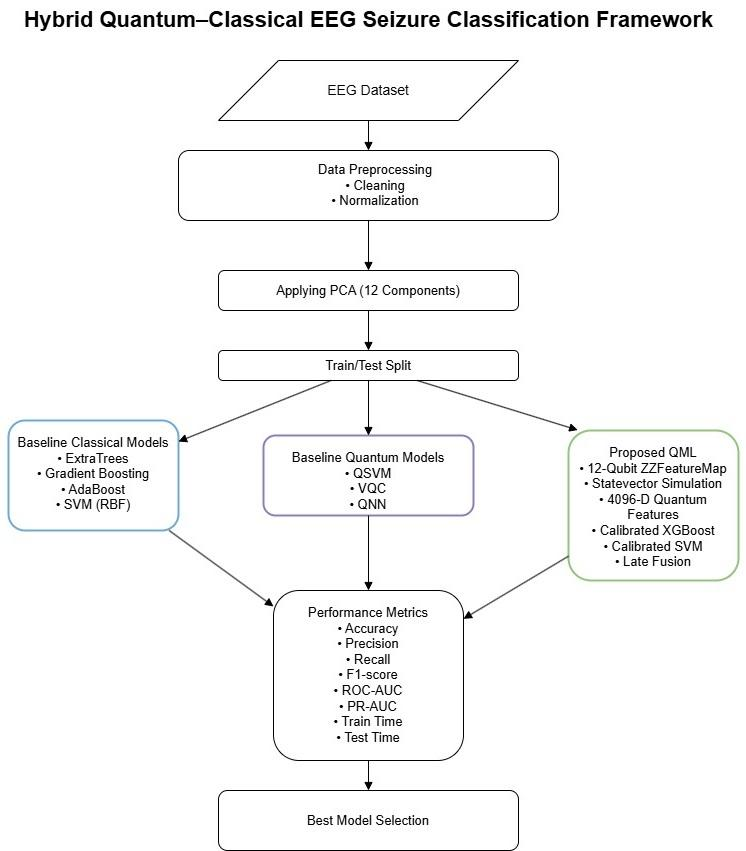 Hybrid Quantum–Classical EEG Seizure Classification Framework
EEG Dataset
Data Preprocessing
• Cleaning
• Normalization
Applying PCA (12 Components)
Train/Test Split
Baseline Classical Models
• ExtraTrees
• Gradient Boosting
• AdaBoost
• SVM (RBF)
Baseline Quantum Models
• QSVM
• VQC
• QNN
Proposed QML
• 12-Qubit ZZFeatureMap
• Statevector Simulation
• 4096-D Quantum
Features
• Calibrated XGBoost
• Calibrated SVM
• Late Fusion
Performance Metrics
• Accuracy
• Precision
• Recall
• F1-score
• ROC-AUC
• PR-AUC
• Train Time
• Test Time
Best Model Selection